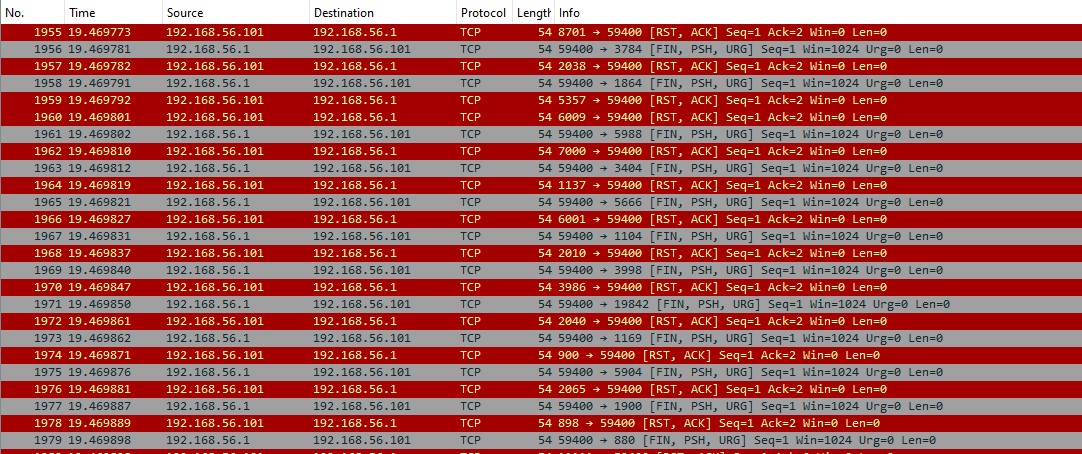 No. Time Source Destination Protocol Length Info
1955 19.469773 192.168.56.101 192.168.56.1 TCP 54 8701 → 59400 [RST, ACK] Seq=1 Ack=2 Win=0 Len=0
1956 19.469781 192.168.56.1 192.168.56.101 TCP 54 59400 → 3784 [FIN, PSH, URG] Seq=1 Win=1024 Urg=0 Len=0
1957 19.469782 192.168.56.101 192.168.56.1 TCP 54 2038 → 59400 [RST, ACK] Seq=1 Ack=2 Win=0 Len=0
1958 19.469791 192.168.56.1 192.168.56.101 TCP 54 59400 → 1864 [FIN, PSH, URG] Seq=1 Win=1024 Urg=0 Len=0
1959 19.469792 192.168.56.101 192.168.56.1 TCP 54 5357 → 59400 [RST, ACK] Seq=1 Ack=2 Win=0 Len=0
1960 19.469801 192.168.56.101 192.168.56.1 TCP 54 6009 → 59400 [RST, ACK] Seq=1 Ack=2 Win=0 Len=0
1961 19.469802 192.168.56.1 192.168.56.101 TCP 54 59400 → 5988 [FIN, PSH, URG] Seq=1 Win=1024 Urg=0 Len=0
1962 19.469810 192.168.56.101 192.168.56.1 TCP 54 7000 → 59400 [RST, ACK] Seq=1 Ack=2 Win=0 Len=0
1963 19.469812 192.168.56.1 192.168.56.101 TCP 54 59400 → 3404 [FIN, PSH, URG] Seq=1 Win=1024 Urg=0 Len=0
1964 19.469819 192.168.56.101 192.168.56.1 TCP 54 1137 → 59400 [RST, ACK] Seq=1 Ack=2 Win=0 Len=0
1965 19.469821 192.168.56.1 192.168.56.101 TCP 54 59400 → 5666 [FIN, PSH, URG] Seq=1 Win=1024 Urg=0 Len=0
1966 19.469827 192.168.56.101 192.168.56.1 TCP 54 6001 → 59400 [RST, ACK] Seq=1 Ack=2 Win=0 Len=0
1967 19.469831 192.168.56.1 192.168.56.101 TCP 54 59400 → 1104 [FIN, PSH, URG] Seq=1 Win=1024 Urg=0 Len=0
1968 19.469837 192.168.56.101 192.168.56.1 TCP 54 2010 → 59400 [RST, ACK] Seq=1 Ack=2 Win=0 Len=0
1969 19.469840 192.168.56.1 192.168.56.101 TCP 54 59400 → 3998 [FIN, PSH, URG] Seq=1 Win=1024 Urg=0 Len=0
1970 19.469847 192.168.56.101 192.168.56.1 TCP 54 3986 → 59400 [RST, ACK] Seq=1 Ack=2 Win=0 Len=0
1971 19.469850 192.168.56.1 192.168.56.101 TCP 54 59400 → 19842 [FIN, PSH, URG] Seq=1 Win=1024 Urg=0 Len=0
1972 19.469861 192.168.56.101 192.168.56.1 TCP 54 2040 → 59400 [RST, ACK] Seq=1 Ack=2 Win=0 Len=0
1973 19.469862 192.168.56.1 192.168.56.101 TCP 54 59400 → 1169 [FIN, PSH, URG] Seq=1 Win=1024 Urg=0 Len=0
1974 19.469871 192.168.56.101 192.168.56.1 TCP 54 900 → 59400 [RST, ACK] Seq=1 Ack=2 Win=0 Len=0
1975 19.469876 192.168.56.1 192.168.56.101 TCP 54 59400 → 5904 [FIN, PSH, URG] Seq=1 Win=1024 Urg=0 Len=0
1976 19.469881 192.168.56.101 192.168.56.1 TCP 54 2065 → 59400 [RST, ACK] Seq=1 Ack=2 Win=0 Len=0
1977 19.469887 192.168.56.1 192.168.56.101 TCP 54 59400 → 1900 [FIN, PSH, URG] Seq=1 Win=1024 Urg=0 Len=0
1978 19.469889 192.168.56.101 192.168.56.1 TCP 54 898 → 59400 [RST, ACK] Seq=1 Ack=2 Win=0 Len=0
1979 19.469898 192.168.56.1 192.168.56.101 TCP 54 59400 → 880 [FIN, PSH, URG] Seq=1 Win=1024 Urg=0 Len=0